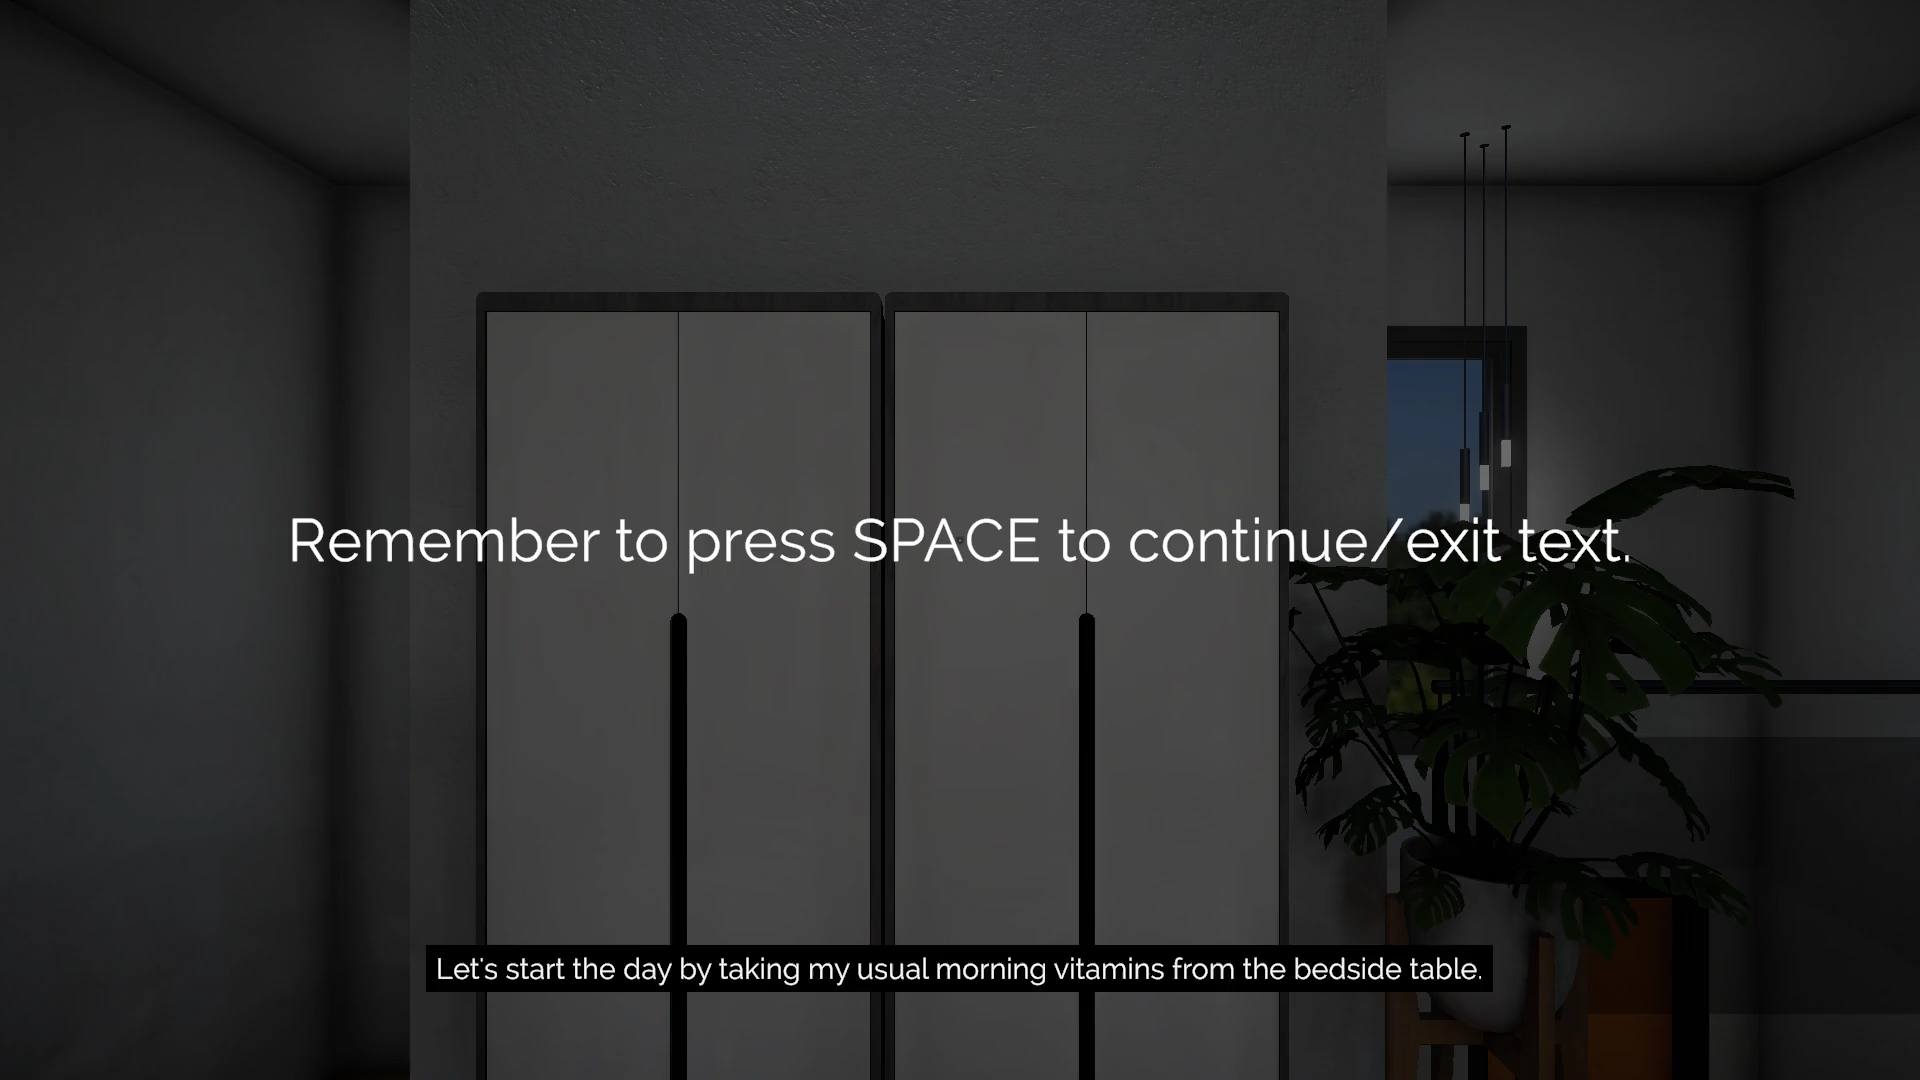 Remember to press SPACE to continue/exit text.
Let's start the day by taking my usual morning vitamins from the bedside table.